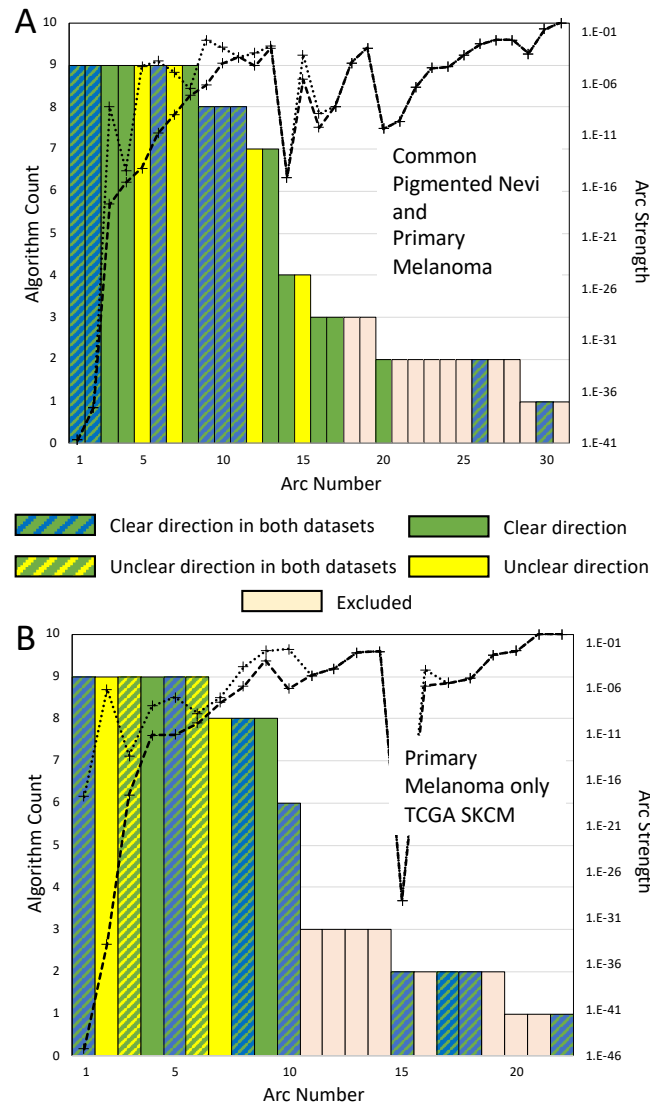 A
10
9
8
7
6
5
4
3
2
1
0
Algorithm Count
1.E-01
1.E-06
1.E-11
1.E-16
1.E-21
1.E-26
1.E-31
1.E-36
1.E-41
Arc Strength
Common
Pigmented Nevi
and
Primary
Melanoma
1 5 10 15 20 25 30
Arc Number
Clear direction in both datasets
Clear direction
Unclear direction in both datasets
Unclear direction
Excluded
B
10
9
8
7
6
5
4
3
2
1
0
Algorithm Count
1.E-01
1.E-06
1.E-11
1.E-16
1.E-21
1.E-26
1.E-31
1.E-36
1.E-41
1.E-46
Arc Strength
Primary
Melanoma only
TCGA SKCM
1 5 10 15 20
Arc Number